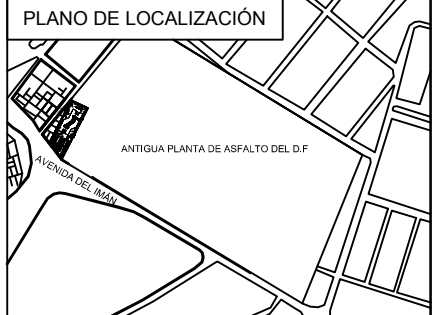 PLANO DE LOCALIZACIÓN
ANTIGUA PLANTA DE ASFALTO DEL D.F
AVENIDA DEL IMÁN